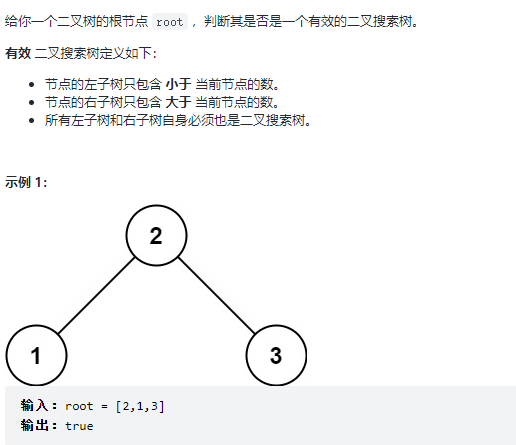 给你一个二叉树的根节点 root ，判断其是否是一个有效的二叉搜索树。
有效 二叉搜索树定义如下：
• 节点的左子树只包含 小于 当前节点的数。
• 节点的右子树只包含 大于 当前节点的数。
• 所有左子树和右子树自身必须也是二叉搜索树。
示例 1：
2
1 3
输入：root = [2,1,3]
输出：true